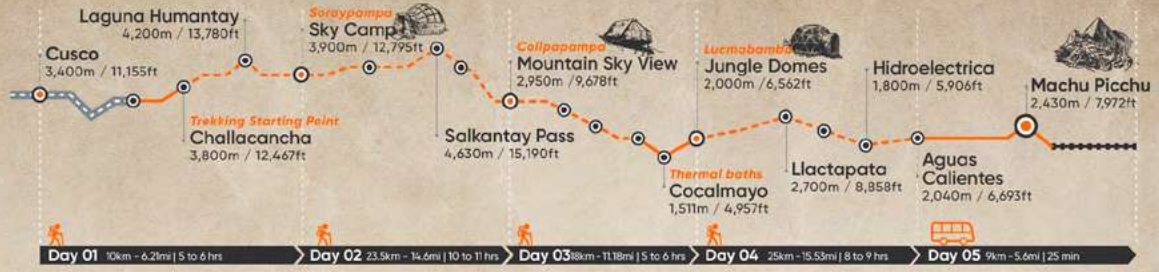 Cusco
3,400m / 11,155ft
Laguna Humantay
4,200m / 13,780ft
Trekking Starting Point
Challacancha
3,800m / 12,467ft
Soraypampa
Sky Camp
3,900m / 12,795ft
Salkantay Pass
4,630m / 15,190ft
Collpapampa
Mountain Sky View
2,950m / 9,678ft
Thermal baths
Cocalmayo
1,511m / 4,957ft
Lucmabamba
Jungle Domes
2,000m / 6,562ft
Llactapata
2,700m / 8,858ft
Hidroelectrica
1,800m / 5,906ft
Aguas
Calientes
2,040m / 6,693ft
Machu Picchu
2,430m / 7,972ft
Day 01 10km - 6.21mi | 5 to 6 hrs
Day 02 23.5km - 14.6mi | 10 to 11 hrs
Day 03 18km - 11.18mi | 5 to 6 hrs
Day 04 25km - 15.53mi | 8 to 9 hrs
Day 05 9km - 5.6mi | 25 min